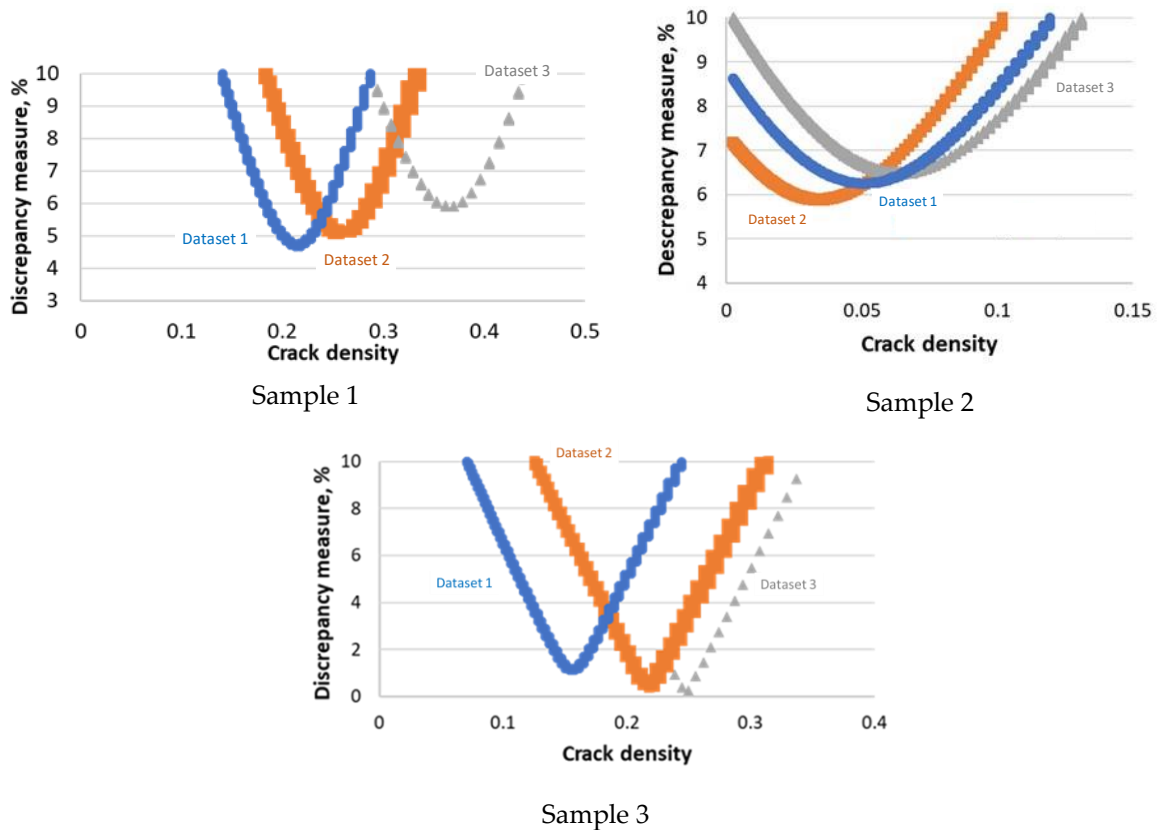 Discrepancy measure, %
10
9
8
7
6
5
4
3
0
0.1
0.2
0.3
0.4
0.5
Crack density
Dataset 1
Dataset 2
Dataset 3
Sample 1
Descrepancy measure, %
10
9
8
7
6
5
4
0
0.05
0.1
0.15
Crack density
Dataset 2
Dataset 1
Dataset 3
Sample 2
Discrepancy measure, %
10
8
6
4
2
0
0
0.1
0.2
0.3
0.4
Crack density
Dataset 1
Dataset 2
Dataset 3
Sample 3